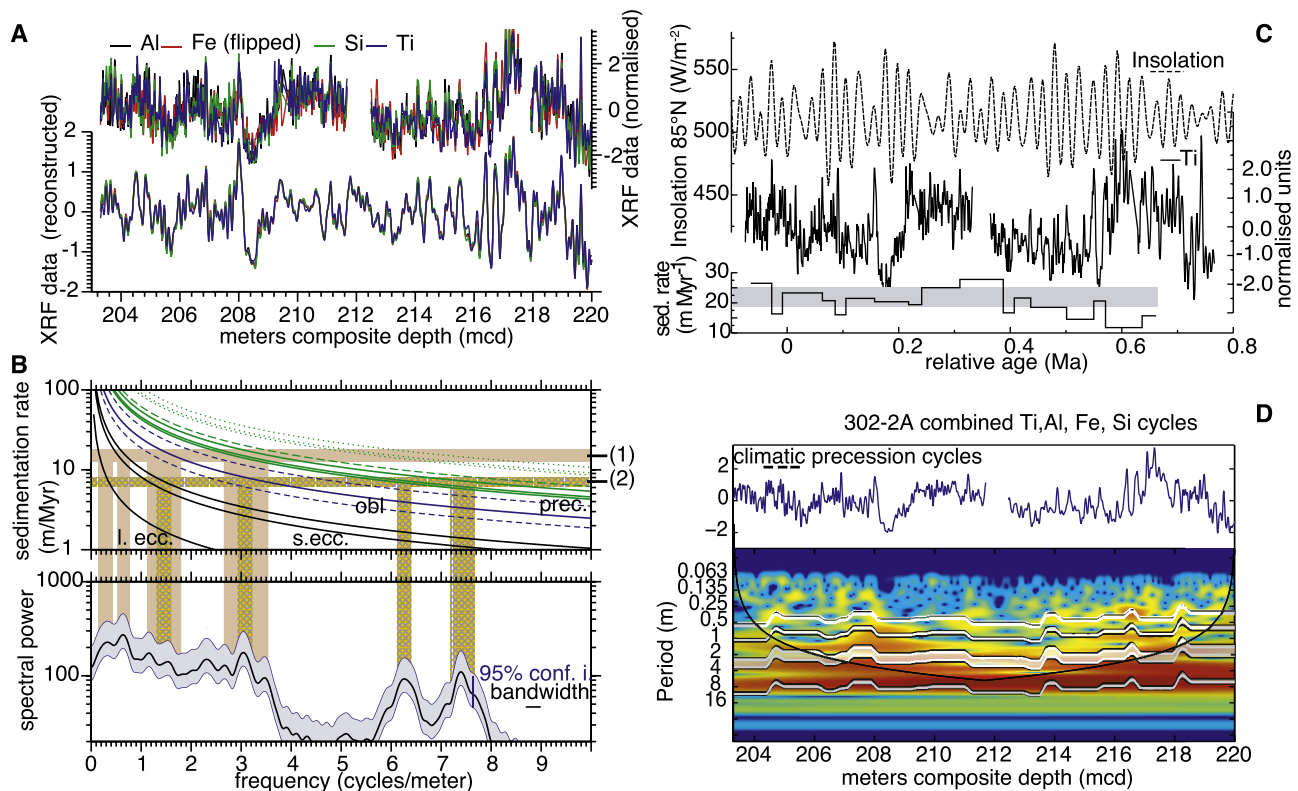 A
Al Fe (flipped) Si Ti
XRF data (normalised)
2
0
-2
XRF data (reconstructed)
2
1
0
-1
-2
204 206 208 210 212 214 216 218 220
meters composite depth (mcd)
B
sedimentation rate
(m/Myr)
100
10
1
(1)
(2)
l. ecc. s.ecc. obl prec.
spectral power
1000
100
95% conf. i.
bandwidth
0 1 2 3 4 5 6 7 8 9
frequency (cycles/meter)
C
Insolation 85°N (W/m-2)
550
500
450
Insolation
Ti
2.0
1.0
0.0
-1.0
-2.0
normalised units
sed. rate
(m Myr-1)
30
20
10
0 0.2 0.4 0.6 0.8
relative age (Ma)
D
302-2A combined Ti,Al, Fe, Si cycles
climatic precession cycles
2
0
-2
Period (m)
0.063
0.135
0.25
0.5
1
2
4
8
16
204 206 208 210 212 214 216 218 220
meters composite depth (mcd)